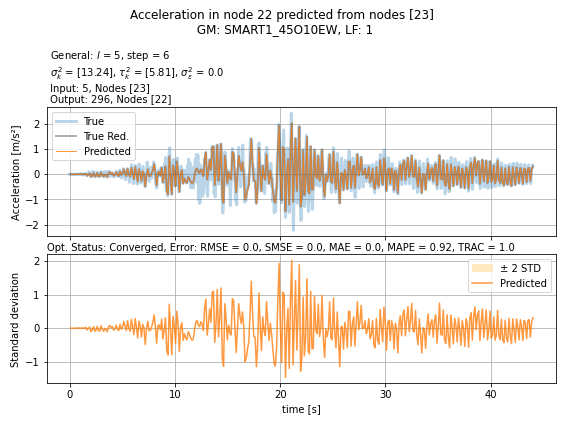 Acceleration in node 22 predicted from nodes [23]
GM: SMART1_45O10EW, LF: 1
General: l = 5, step = 6
σ²ₖ = [13.24], τ²ₖ = [5.81], σ²ε = 0.0
Input: 5, Nodes [23]
Output: 296, Nodes [22]
Acceleration [m/s²]
2
1
0
−1
−2
True
True Red.
Predicted
Opt. Status: Converged, Error: RMSE = 0.0, SMSE = 0.0, MAE = 0.0, MAPE = 0.92, TRAC = 1.0
Standard deviation
2
1
0
−1
± 2 STD
Predicted
0
10
20
30
40
time [s]